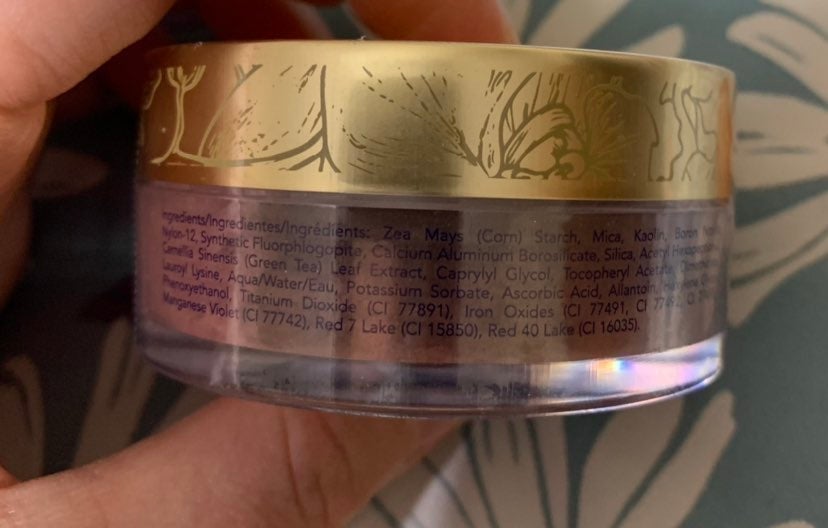 Ingredients/Ingredientes/Ingrédients: Zea Mays (Corn) Starch, Mica, Kaolin, Boron
Nylon-12, Synthetic Fluorphlogopite, Calcium Aluminum Borosilicate, Silica, Acetyl
Camellia Sinensis (Green Tea) Leaf Extract, Caprylyl Glycol, Tocopheryl Acetate,
Lauroyl Lysine, Aqua/Water/Eau, Potassium Sorbate, Ascorbic Acid, Allantoin,
Phenoxyethanol, Titanium Dioxide (CI 77891), Iron Oxides (CI 77491, CI 77492,
Manganese Violet (CI 77742), Red 7 Lake (CI 15850), Red 40 Lake (CI 16035).